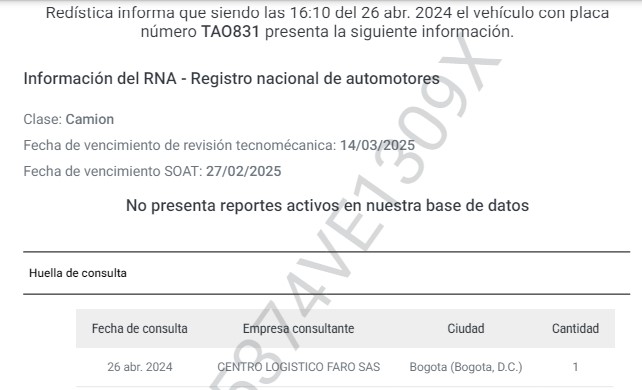 Redística informa que siendo las 16:10 del 26 abr. 2024 el vehículo con placa
número TAO831 presenta la siguiente información.
Información del RNA - Registro nacional de automotores
Clase: Camion
Fecha de vencimiento de revisión tecnomécanica: 14/03/2025
Fecha de vencimiento SOAT: 27/02/2025
No presenta reportes activos en nuestra base de datos
Huella de consulta
Fecha de consulta Empresa consultante Ciudad Cantidad
26 abr. 2024 CENTRO LOGISTICO FARO SAS Bogota (Bogota, D.C.) 1
5374VE1309X